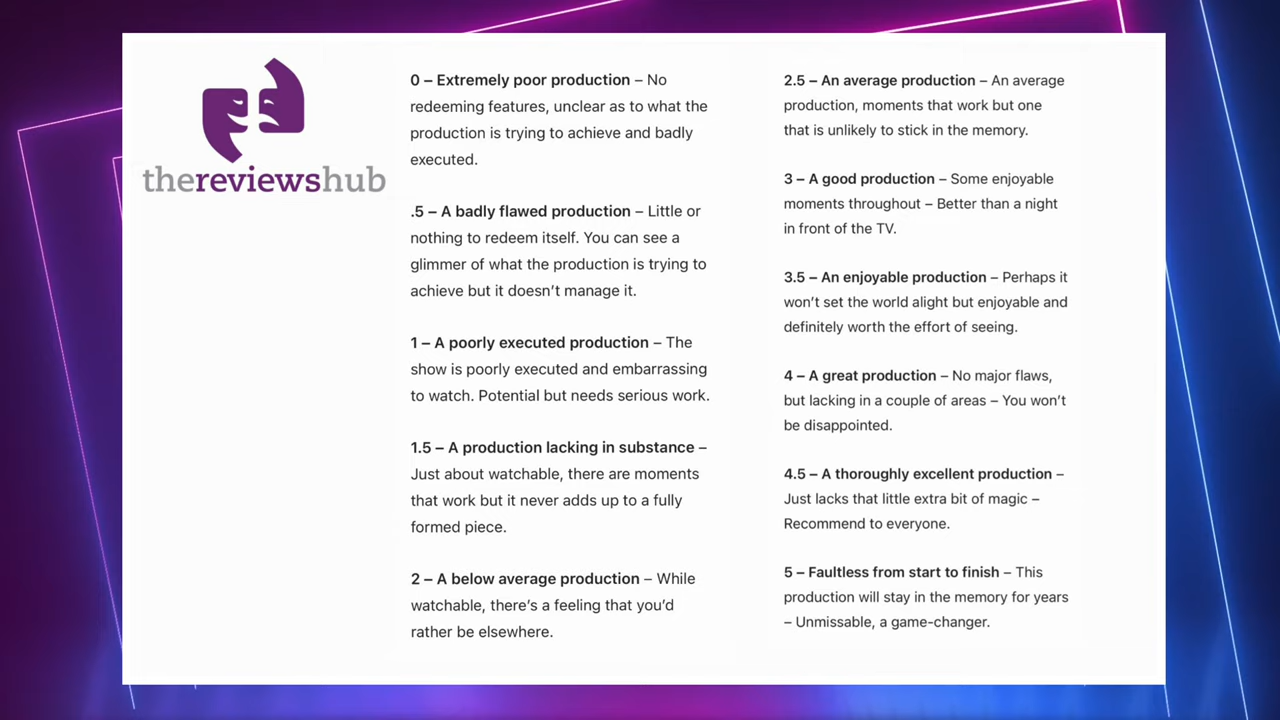 thereviewshub
0 – Extremely poor production – No
redeeming features, unclear as to what the
production is trying to achieve and badly
executed.
.5 – A badly flawed production – Little or
nothing to redeem itself. You can see a
glimmer of what the production is trying to
achieve but it doesn’t manage it.
1 – A poorly executed production – The
show is poorly executed and embarrassing
to watch. Potential but needs serious work.
1.5 – A production lacking in substance –
Just about watchable, there are moments
that work but it never adds up to a fully
formed piece.
2 – A below average production – While
watchable, there’s a feeling that you’d
rather be elsewhere.
2.5 – An average production – An average
production, moments that work but one
that is unlikely to stick in the memory.
3 – A good production – Some enjoyable
moments throughout – Better than a night
in front of the TV.
3.5 – An enjoyable production – Perhaps it
won’t set the world alight but enjoyable and
definitely worth the effort of seeing.
4 – A great production – No major flaws,
but lacking in a couple of areas – You won’t
be disappointed.
4.5 – A thoroughly excellent production –
Just lacks that little extra bit of magic –
Recommend to everyone.
5 – Faultless from start to finish – This
production will stay in the memory for years
– Unmissable, a game-changer.